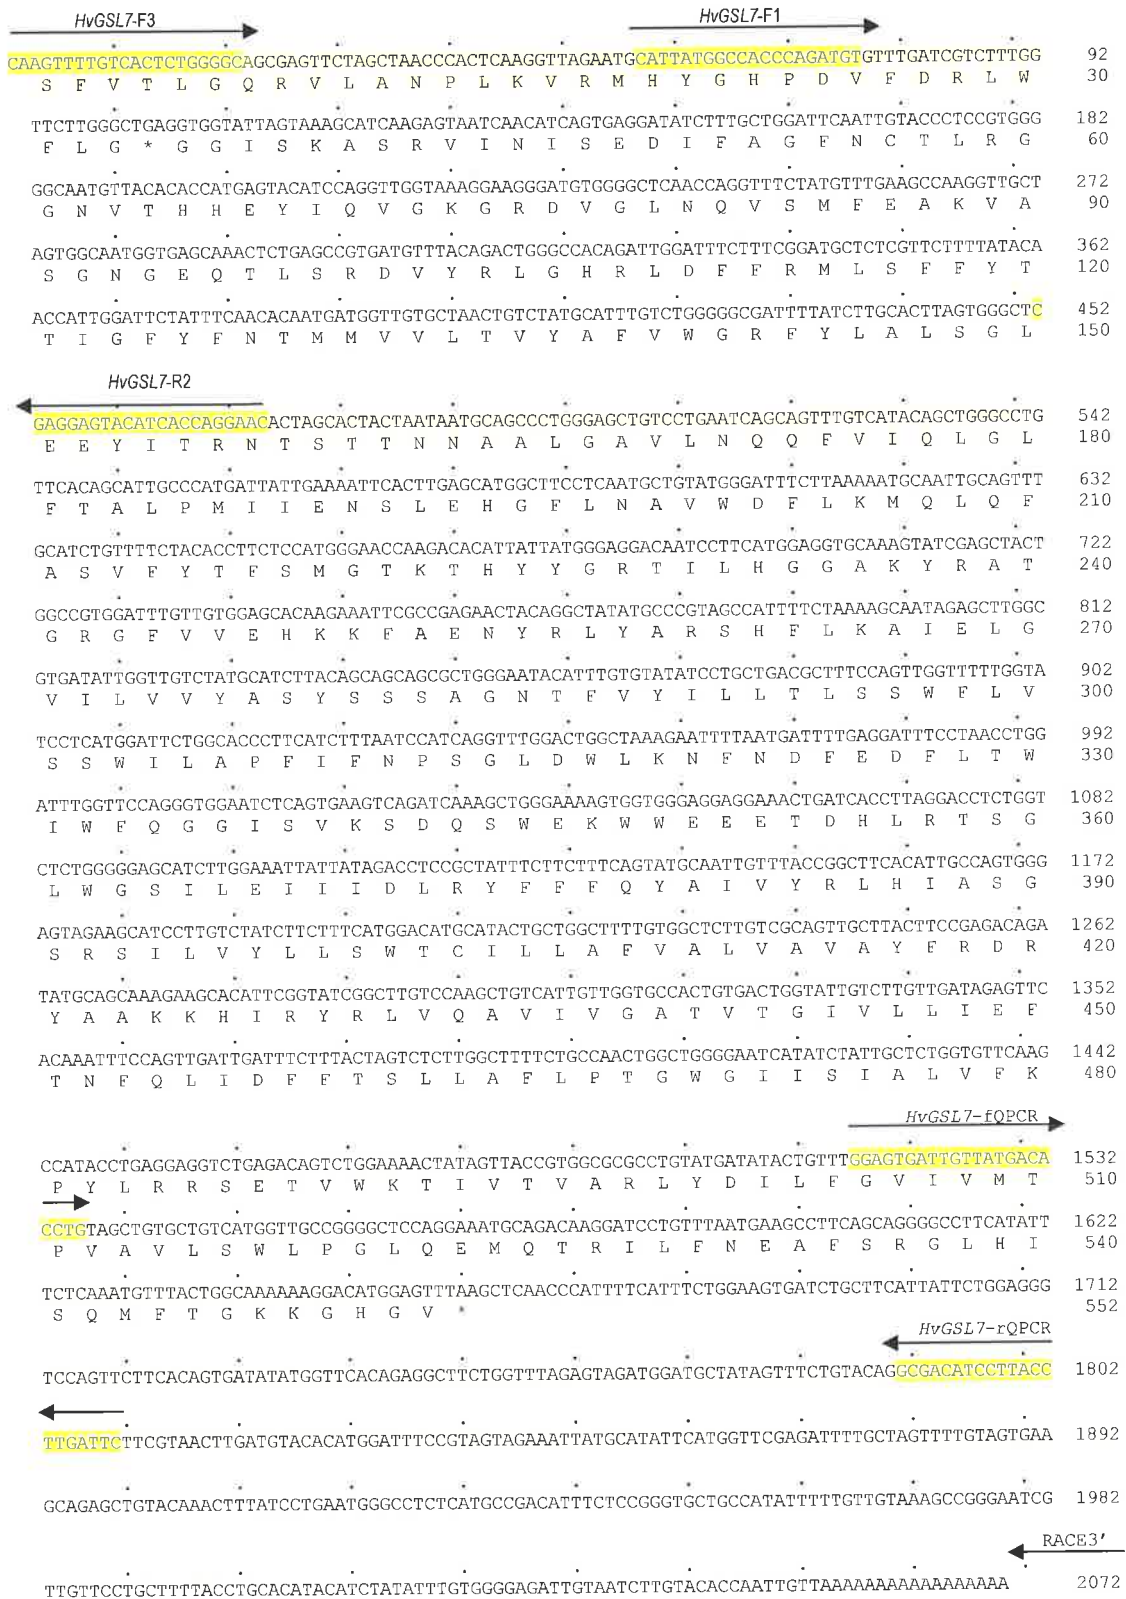 HvGSL7-F3 HvGSL7-F1
CAAGTTTTGTCACTCTGGGGCAGCGAGTTCTAGCTAACCCACTCAAGGTTAGAATGCATTATGGCCACCCAGATGTGTTTGATCGTCTTTGG 92
S F V T L G Q R V L A N P L K V R M H Y G H P D V F D R L W 30
TTCTTGGGCTGAGGTGGTATTAGTAAAGCATCAAGAGTAATCAACATCAGTGAGGATATCTTTGCTGGATTCAATTGTACCCTCCGTGGG 182
F L G * G G I S K A S R V I N I S E D I F A G F N C T L R G 60
GGCAATGTTACACACCATGAGTACATCCAGGTTGGTAAAGGAAGGGATGTGGGGCTCAACCAGGTTTCTATGTTTGAAGCCAAGGTTGCT 272
G N V T H H E Y I Q V G K G R D V G L N Q V S M F E A K V A 90
AGTGGCAATGGTGAGCAAACTCTGAGCCGTGATGTTTACAGACTGGGCCACAGATTGGATTTCTTTCGGATGCTCTCGTTCTTTTATACA 362
S G N G E Q T L S R D V Y R L G H R L D F F R M L S F F Y T 120
ACCATTGGATTCTATTTCAACACAATGATGGTTGTGCTAACTGTCTATGCATTTGTCTGGGGGCGATTTTATCTTGCACTTAGTGGGCTC 452
T I G F Y F N T M M V V L T V Y A F V W G R F Y L A L S G L 150
HvGSL7-R2
GAGGAGTACATCACCAGGAACACTAGCACTACTAATAATGCAGCCCTGGGAGCTGTCCTGAATCAGCAGTTTGTCATACAGCTGGGCCTG 542
E E Y I T R N T S T T N N A A L G A V L N Q Q F V I Q L G L 180
TTCACAGCATTGCCCATGATTATTGAAAATTCACTTGAGCATGGCTTCCTCAATGCTGTATGGGATTTCTTAAAAATGCAATTGCAGTTT 632
F T A L P M I I E N S L E H G F L N A V W D F L K M Q L Q F 210
GCATCTGTTTTCTACACCTTCTCCATGGGAACCAAGACACATTATTATGGGAGGACAATCCTTCATGGAGGTGCAAAGTATCGAGCTACT 722
A S V F Y T F S M G T K T H Y Y G R T I L H G G A K Y R A T 240
GGCCGTGGATTTGTTGTGGAGCACAAGAAATTCGCCGAGAACTACAGGCTATATGCCCGTAGCCATTTTCTAAAAGCAATAGAGCTTGGC 812
G R G F V V E H K K F A E N Y R L Y A R S H F L K A I E L G 270
GTGATATTGGTTGTCTATGCATCTTACAGCAGCAGCGCTGGGAATACATTTGTGTATATCCTGCTGACGCTTTCCAGTTGGTTTTTGGTA 902
V I L V V Y A S Y S S S A G N T F V Y I L L T L S S W F L V 300
TCCTCATGGATTCTGGCACCCTTCATCTTTAATCCATCAGGTTTGGACTGGCTAAAGAATTTTAATGATTTTGAGGATTTCCTAACCTGG 992
S S W I L A P F I F N P S G L D W L K N F N D F E D F L T W 330
ATTTGGTTCCAGGGTGGAATCTCAGTGAAGTCAGATCAAAGCTGGGAAAAGTGGTGGGAGGAGGAAACTGATCACCTTAGGACCTCTGGT 1082
I W F Q G G I S V K S D Q S W E K W W E E E T D H L R T S G 360
CTCTGGGGGAGCATCTTGGAAATTATTATAGACCTCCGCTATTTCTTCTTTCAGTATGCAATTGTTTACCGGCTTCACATTGCCAGTGGG 1172
L W G S I L E I I I D L R Y F F F Q Y A I V Y R L H I A S G 390
AGTAGAAGCATCCTTGTCTATCTTCTTTCATGGACATGCATACTGCTGGCTTTTGTGGCTCTTGTCGCAGTTGCTTACTTCCGAGACAGA 1262
S R S I L V Y L L S W T C I L L A F V A L V A V A Y F R D R 420
TATGCAGCAAAGAAGCACATTCGGTATCGGCTTGTCCAAGCTGTCATTGTTGGTGCCACTGTGACTGGTATTGTCTTGTTGATAGAGTTC 1352
Y A A K K H I R Y R L V Q A V I V G A T V T G I V L L I E F 450
ACAAATTTCCAGTTGATTGATTTCTTTACTAGTCTCTTGGCTTTTCTGCCAACTGGCTGGGGAATCATATCTATTGCTCTGGTGTTCAAG 1442
T N F Q L I D F F T S L L A F L P T G W G I I S I A L V F K 480
HvGSL7-fQPCR
CCATACCTGAGGAGGTCTGAGACAGTCTGGAAAACTATAGTTACCGTGGCGCGCCTGTATGATATACTGTTTGGAGTGATTGTTATGACA 1532
P Y L R R S E T V W K T I V T V A R L Y D I L F G V I V M T 510
CCTGTAGCTGTGCTGTCATGGTTGCCGGGGCTCCAGGAAATGCAGACAAGGATCCTGTTTAATGAAGCCTTCAGCAGGGGCCTTCATATT 1622
P V A V L S W L P G L Q E M Q T R I L F N E A F S R G L H I 540
TCTCAAATGTTTACTGGCAAAAAAGGACATGGAGTTTAAGCTCAACCCATTTTCATTTCTGGAAGTGATCTGCTTCATTATTCTGGAGGG 1712
S Q M F T G K K G H G V * 552
HvGSL7-rQPCR
TCCAGTTCTTCACAGTGATATATGGTTCACAGAGGCTTCTGGTTTAGAGTAGATGGATGCTATAGTTTCTGTACAGGCGACATCCTTACC 1802
TTGATTCTTCGTAACTTGATGTACACATGGATTTCCGTAGTAGAAATTATGCATATTCATGGTTCGAGATTTTGCTAGTTTTGTAGTGAA 1892
GCAGAGCTGTACAAACTTTATCCTGAATGGGCCTCTCATGCCGACATTTCTCCGGGTGCTGCCATATTTTTGTTGTAAAGCCGGGAATCG 1982
RACE3'
TTGTTCCTGCTTTTACCTGCACATACATCTATATTTGTGGGGAGATTGTAATCTTGTACACCAATTGTTAAAAAAAAAAAAAAAAA 2072